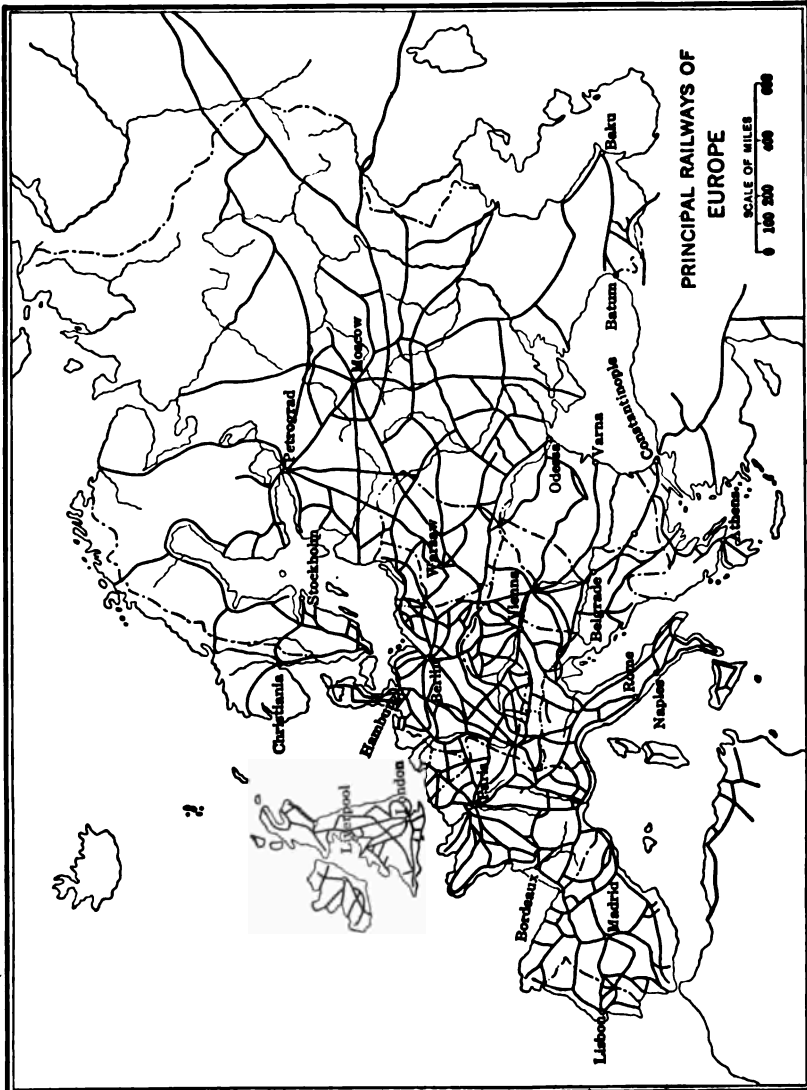 PRINCIPAL RAILWAYS OF
EUROPE
SCALE OF MILES
0 100 200 400 600
Petrograd
Moscow
Stockholm
Christiania
Hamburg
Berlin
Warsaw
Liverpool
London
Paris
Vienna
Odessa
Varna
Constantinople
Batum
Baku
Belgrade
Athens
Rome
Naples
Bordeaux
Madrid
Lisbon